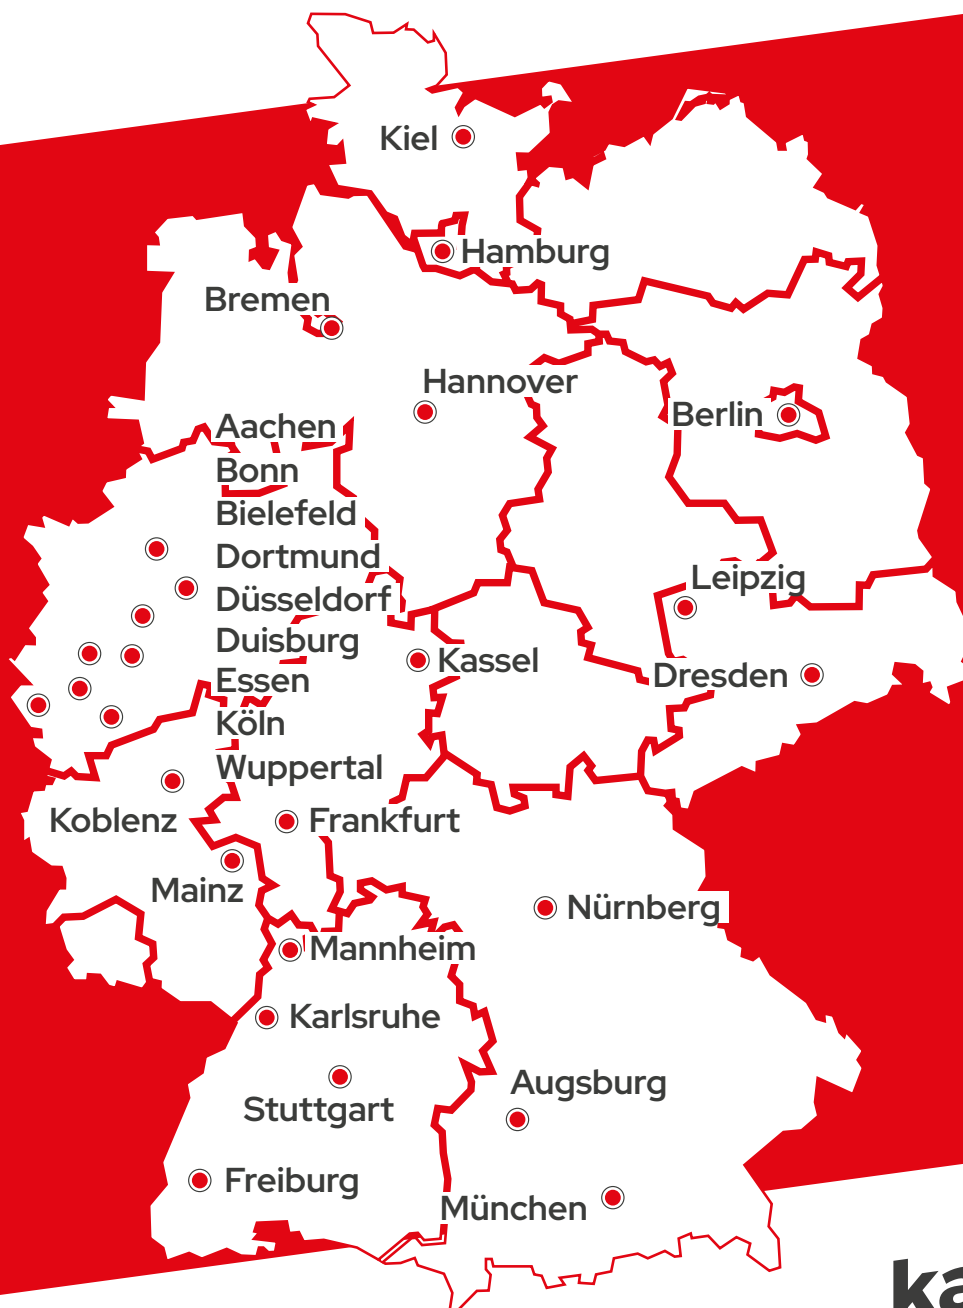 Kiel
Hamburg
Bremen
Hannover
Berlin
Aachen
Bonn
Bielefeld
Dortmund
Düsseldorf
Duisburg
Essen
Köln
Wuppertal
Leipzig
Kassel
Dresden
Koblenz
Frankfurt
Mainz
Nürnberg
Mannheim
Karlsruhe
Stuttgart
Augsburg
Freiburg
München
ka